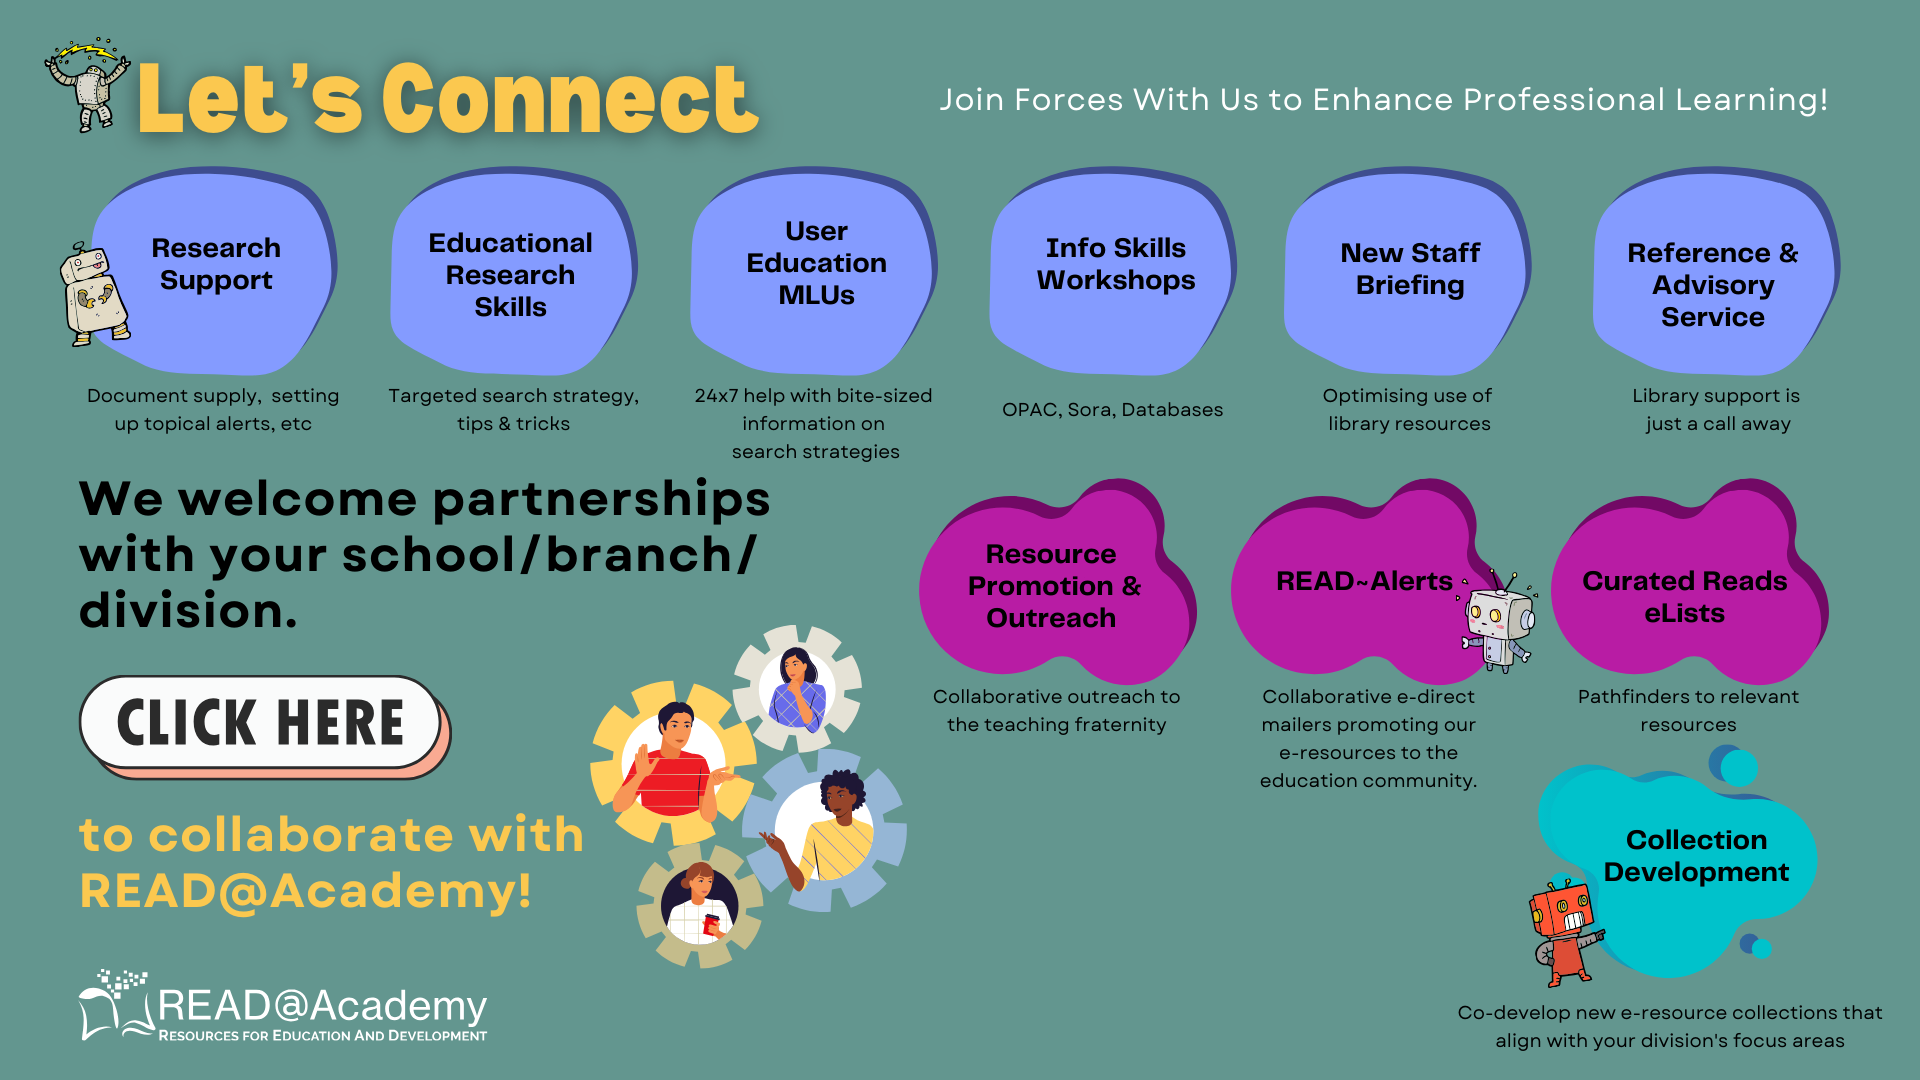 Let's Connect
Join Forces With Us to Enhance Professional Learning!
Research
Support
Document supply, setting
up topical alerts, etc
Educational
Research
Skills
Targeted search strategy,
tips & tricks
User
Education
MLUs
24x7 help with bite-sized
information on
search strategies
Info Skills
Workshops
OPAC, Sora, Databases
New Staff
Briefing
Optimising use of
library resources
Reference &
Advisory
Service
Library support is
just a call away
We welcome partnerships
with your school/branch/
division.
CLICK HERE
to collaborate with
READ@Academy!
Resource
Promotion &
Outreach
Collaborative outreach to
the teaching fraternity
READ~Alerts
Collaborative e-direct
mailers promoting our
e-resources to the
education community.
Curated Reads
eLists
Pathfinders to relevant
resources
Collection
Development
Co-develop new e-resource collections that
align with your division's focus areas
READ@Academy
RESOURCES FOR EDUCATION AND DEVELOPMENT